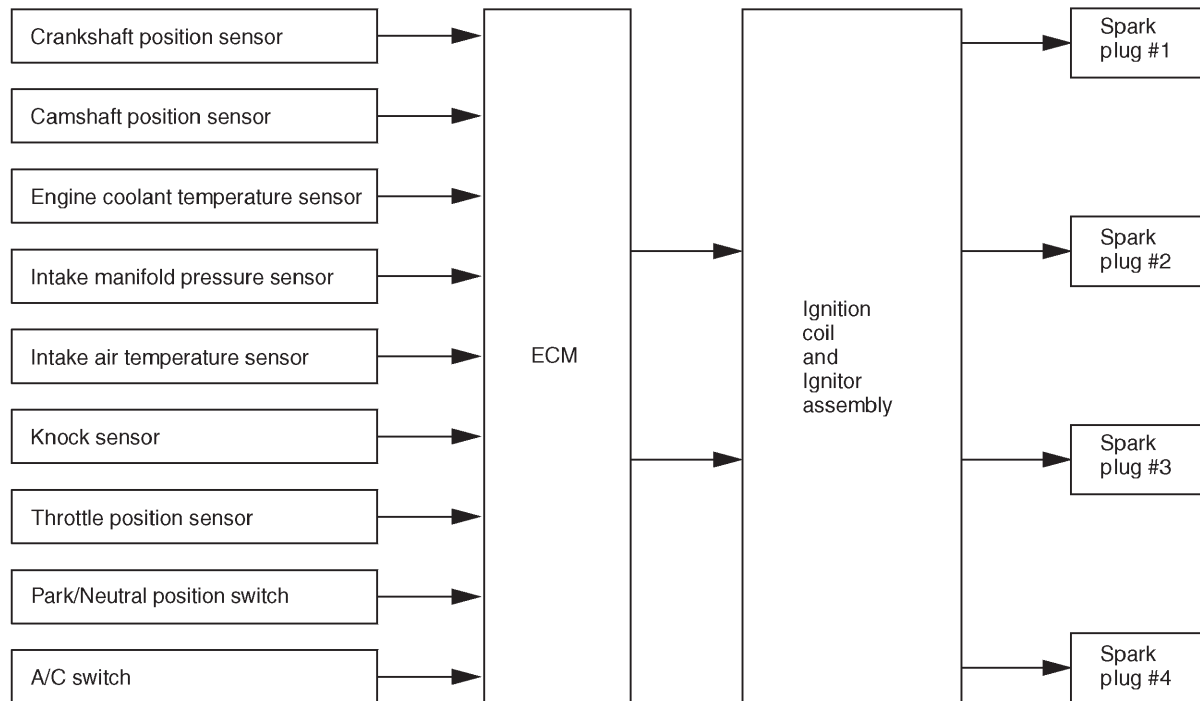 Crankshaft position sensor
Camshaft position sensor
Engine coolant temperature sensor
Intake manifold pressure sensor
Intake air temperature sensor
Knock sensor
Throttle position sensor
Park/Neutral position switch
A/C switch
ECM
Ignition
coil
and
Ignitor
assembly
Spark
plug #1
Spark
plug #2
Spark
plug #3
Spark
plug #4